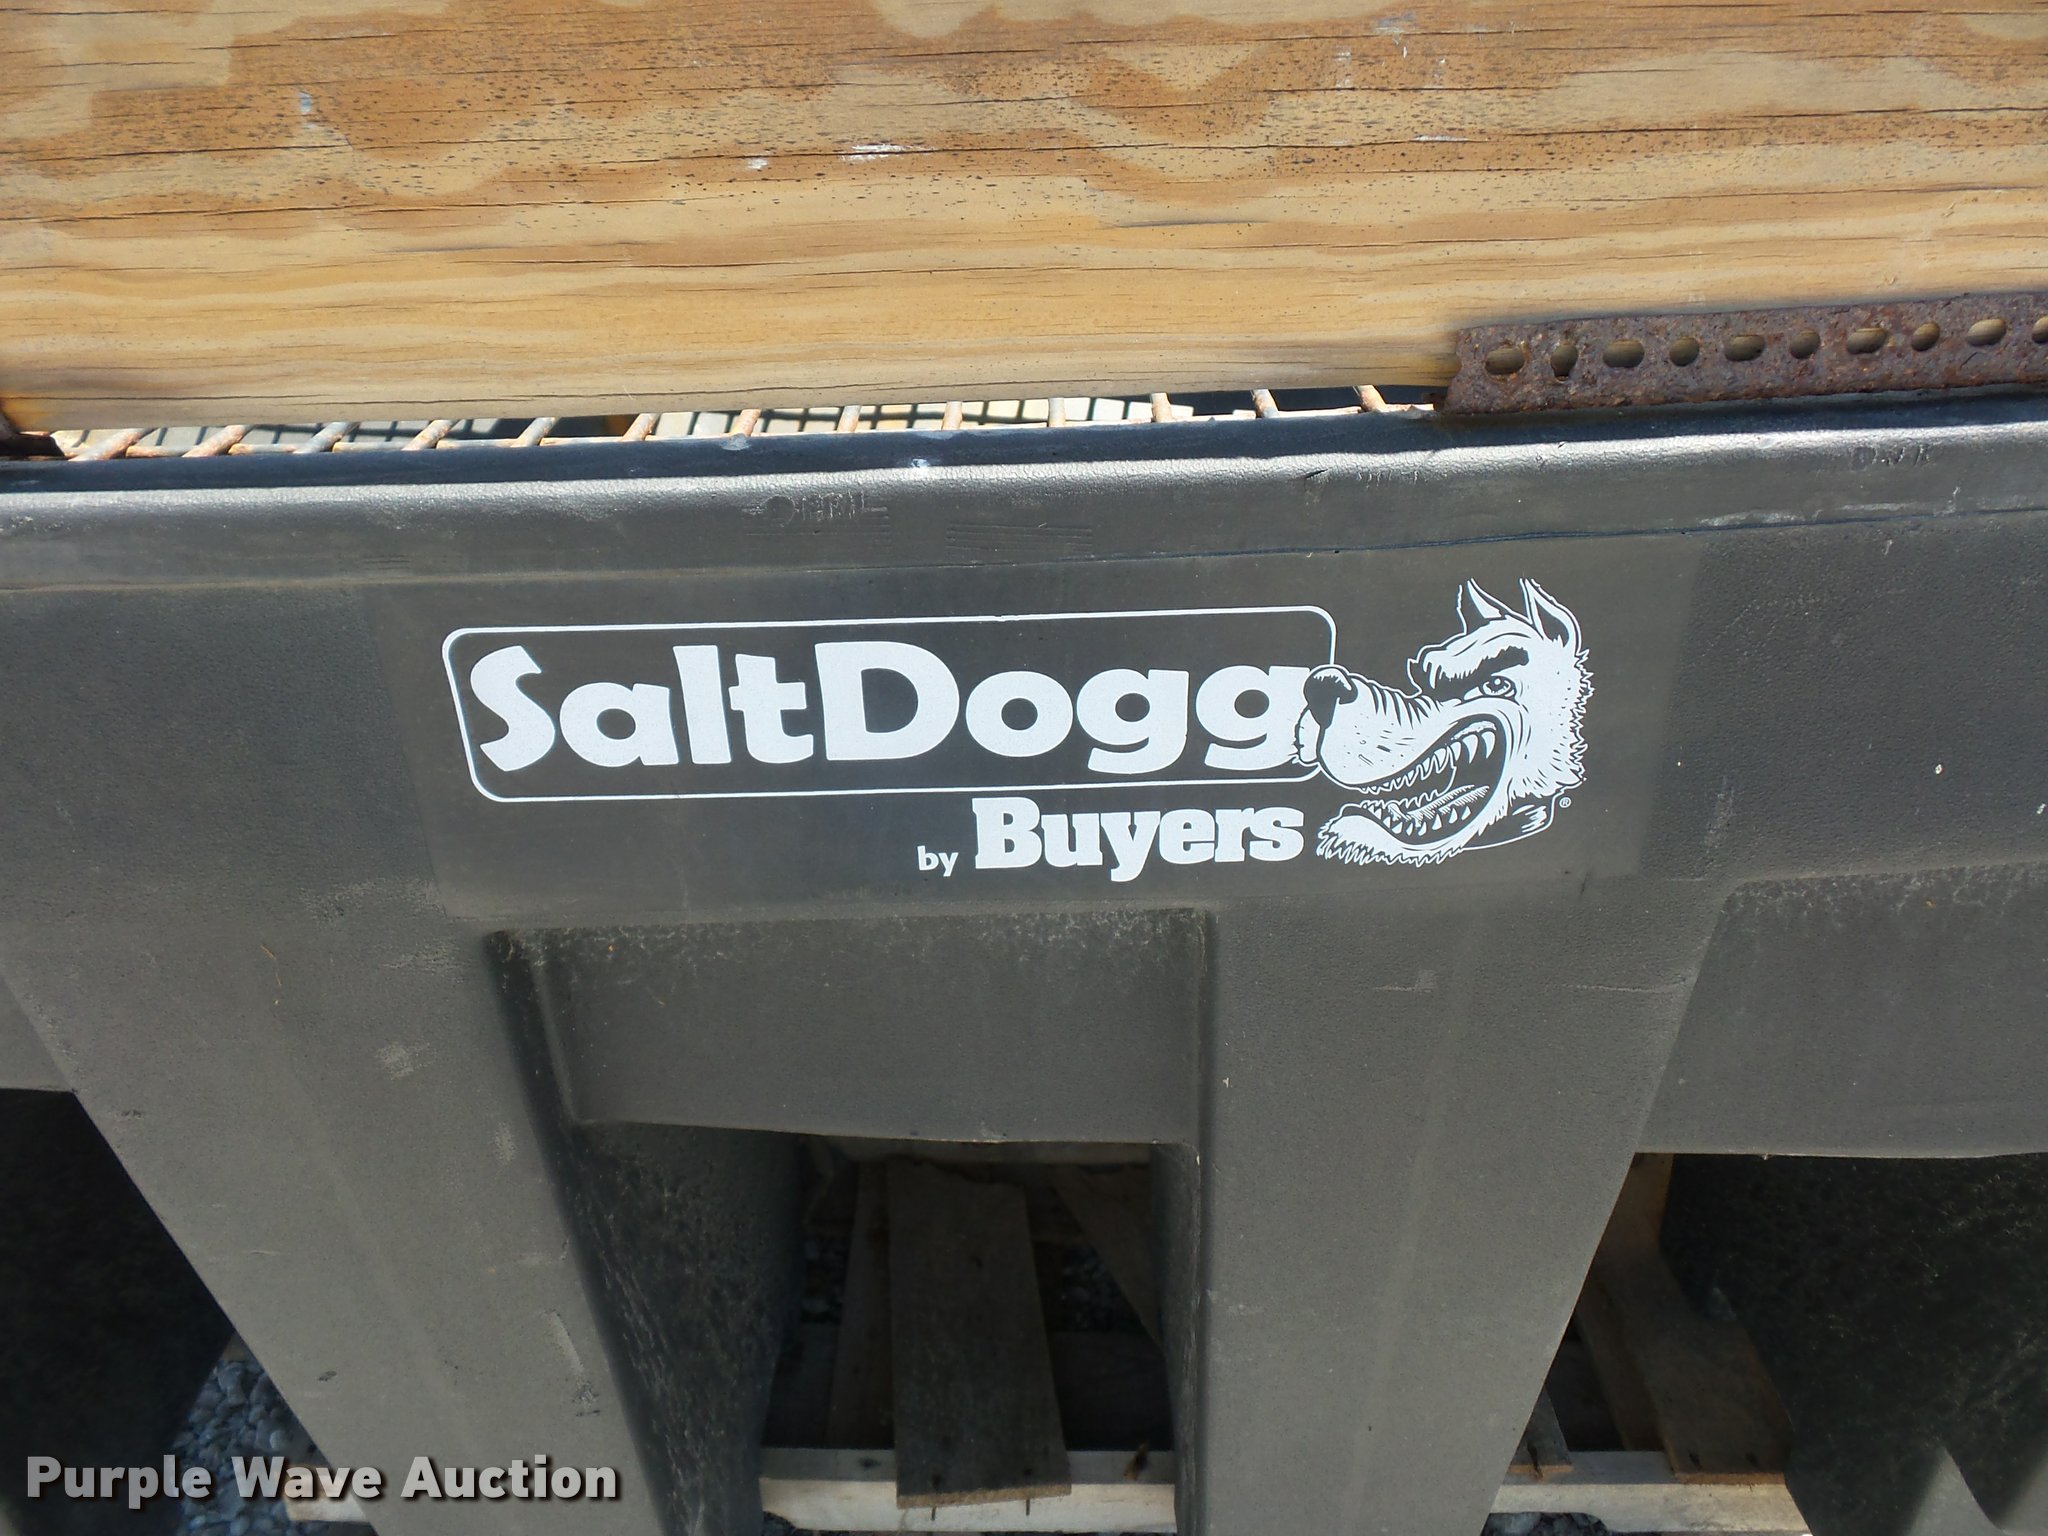 SaltDogg
by Buyers
®
Purple Wave Auction